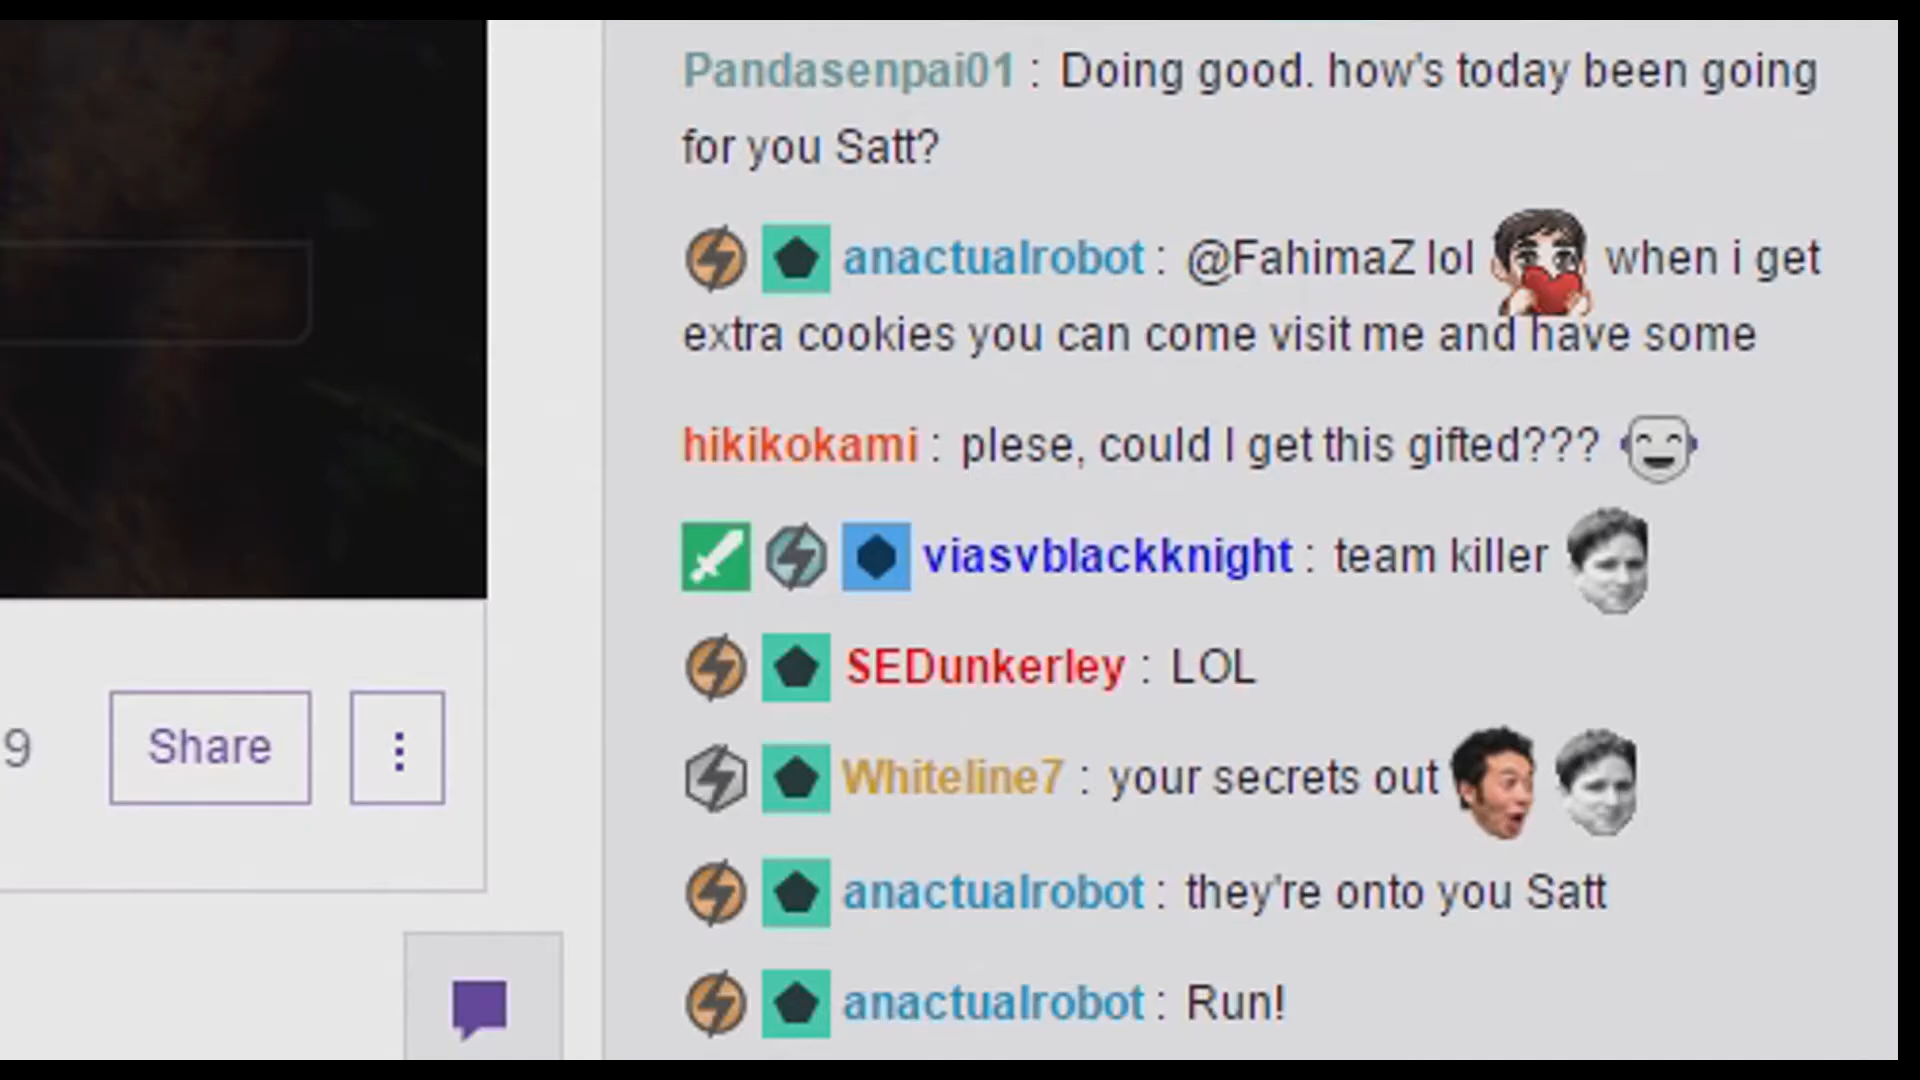 Pandasenpai01 : Doing good. how's today been going
for you Satt?
anactualrobot : @FahimaZ lol when i get
extra cookies you can come visit me and have some
hikikokami : plese, could I get this gifted???
viasvblackknight : team killer
SEDunkerley : LOL
Whiteline7 : your secrets out
anactualrobot : they're onto you Satt
anactualrobot : Run!
9 Share